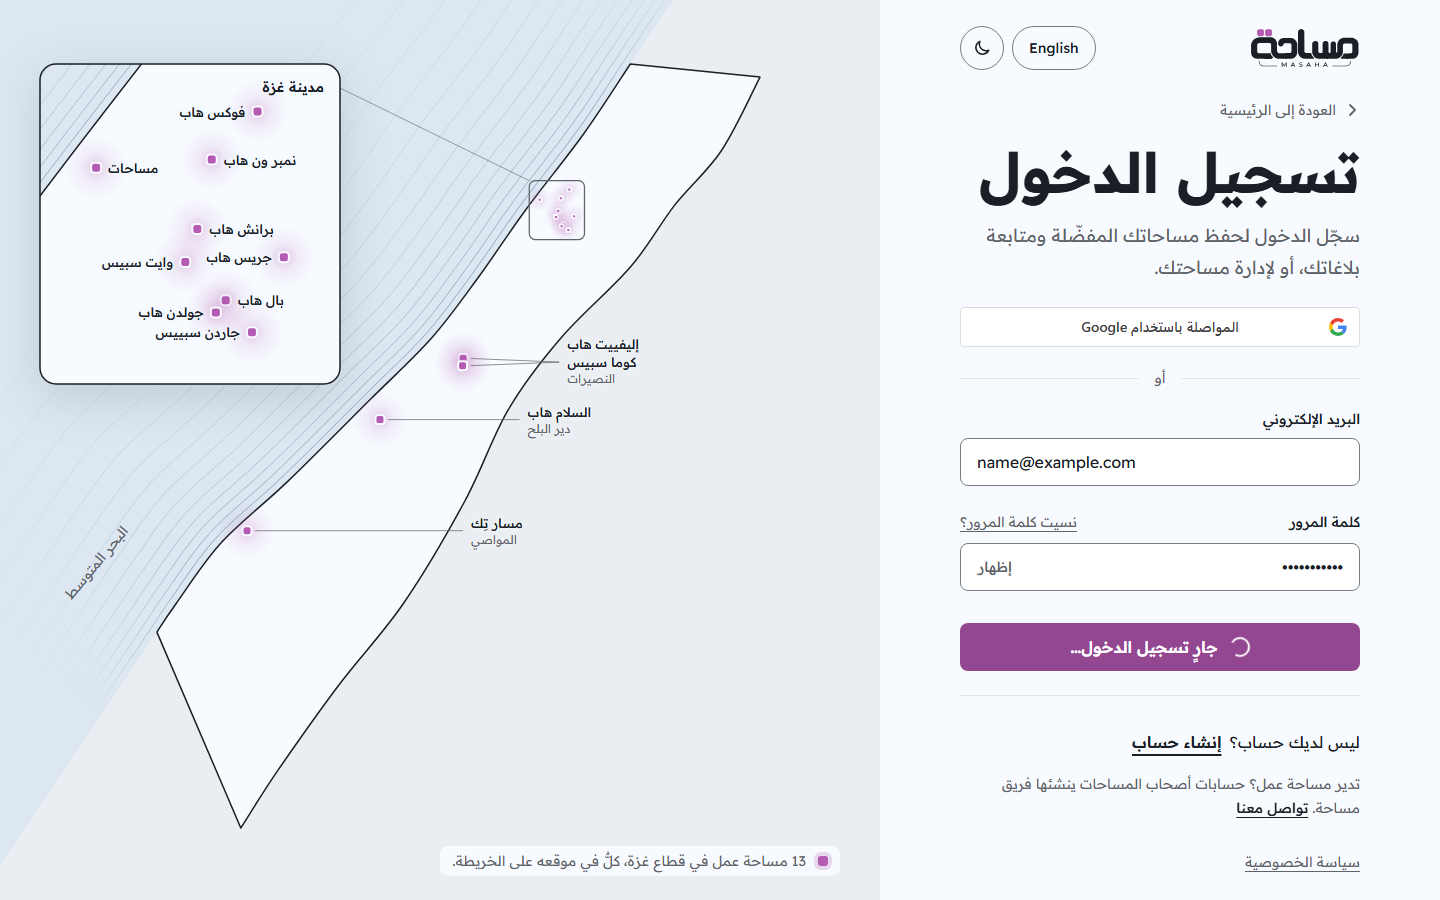 مساحة
MASAHA
English
العودة إلى الرئيسية
تسجيل الدخول
سجّل الدخول لحفظ مساحاتك المفضّلة ومتابعة
بلاغاتك، أو لإدارة مساحتك.
المواصلة باستخدام Google
أو
البريد الإلكتروني
name@example.com
كلمة المرور
نسيت كلمة المرور؟
•••••••••••
إظهار
جارٍ تسجيل الدخول...
ليس لديك حساب؟ إنشاء حساب
تدير مساحة عمل؟ حسابات أصحاب المساحات ينشئها فريق
مساحة. تواصل معنا
سياسة الخصوصية
مدينة غزة
فوكس هاب
نمبر ون هاب
مساحات
برانش هاب
جريس هاب
وايت سبيس
بال هاب
جولدن هاب
جاردن سبييس
إليفييت هاب
كوما سبيس
النصيرات
السلام هاب
دير البلح
مسار تِك
المواصي
البحر المتوسط
13 مساحة عمل في قطاع غزة، كلٌّ في موقعه على الخريطة.